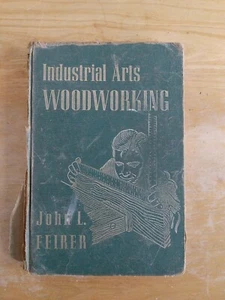 Industrial Arts
WOODWORKING
John L.
FEIRER